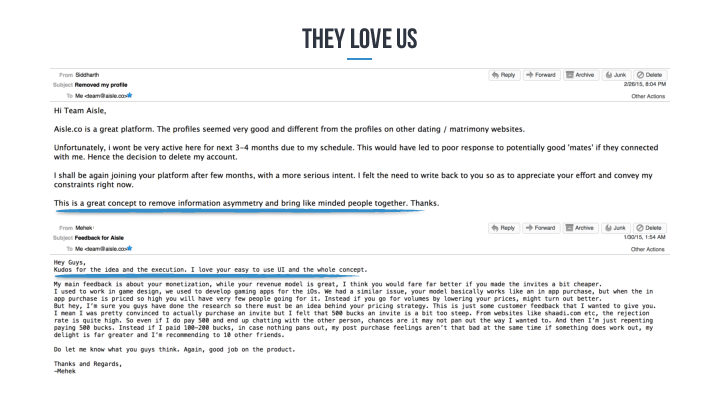 THEY LOVE US
From Siddharth
Reply Forward Archive Junk Delete
Subject Removed my profile
2/26/15, 8:04 PM
To Me <team@aisle.co>
Other Actions
Hi Team Aisle,
Aisle.co is a great platform. The profiles seemed very good and different from the profiles on other dating / matrimony websites.
Unfortunately, i wont be very active here for next 3-4 months due to my schedule. This would have led to poor response to potentially good 'mates' if they connected
with me. Hence the decision to delete my account.
I shall be again joining your platform after few months, with a more serious intent. I felt the need to write back to you so as to appreciate your effort and convey my
constraints right now.
This is a great concept to remove information asymmetry and bring like minded people together. Thanks.
From Mehek
Reply Forward Archive Junk Delete
Subject Feedback for Aisle
1/30/15, 1:54 AM
To Me <team@aisle.co>
Other Actions
Hey Guys,
Kudos for the idea and the execution. I love your easy to use UI and the whole concept.
My main feedback is about your monetization, while your revenue model is great, I think you would fare far better if you made the invites a bit cheaper.
I used to work in game design, we used to develop gaming apps for the iOs. We had a similar issue, your model basically works like an in app purchase, but when the in
app purchase is priced so high you will have very few people going for it. Instead if you go for volumes by lowering your prices, might turn out better.
But hey, I'm sure you guys have done the research so there must be an idea behind your pricing strategy. This is just some customer feedback that I wanted to give you.
I mean I was pretty convinced to actually purchase an invite but I felt that 500 bucks an invite is a bit too steep. From websites like shaadi.com etc, the rejection
rate is quite high. So even if I do pay 500 and end up chatting with the other person, chances are it may not pan out the way I wanted to. And then I'm just repenting
paying 500 bucks. Instead if I paid 100-200 bucks, in case nothing pans out, my post purchase feelings aren't that bad at the same time if something does work out, my
delight is far greater and I'm recommending to 10 other friends.
Do let me know what you guys think. Again, good job on the product.
Thanks and Regards,
-Mehek